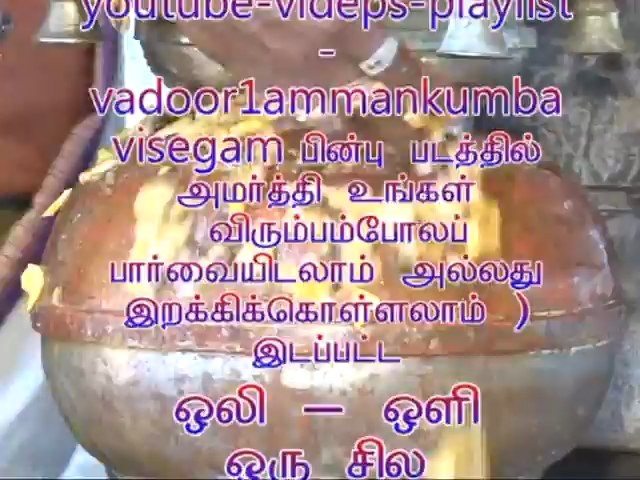 youtube-videps-playlist
-
vadoor1ammankumba
visegam பின்பு படத்தில்
அமர்த்தி உங்கள்
விரும்பம்போலப்
பார்வையிடலாம் அல்லது
இறக்கிக்கொள்ளலாம் )
இடப்பட்ட
ஒலி – ஒளி
ஒரு சில